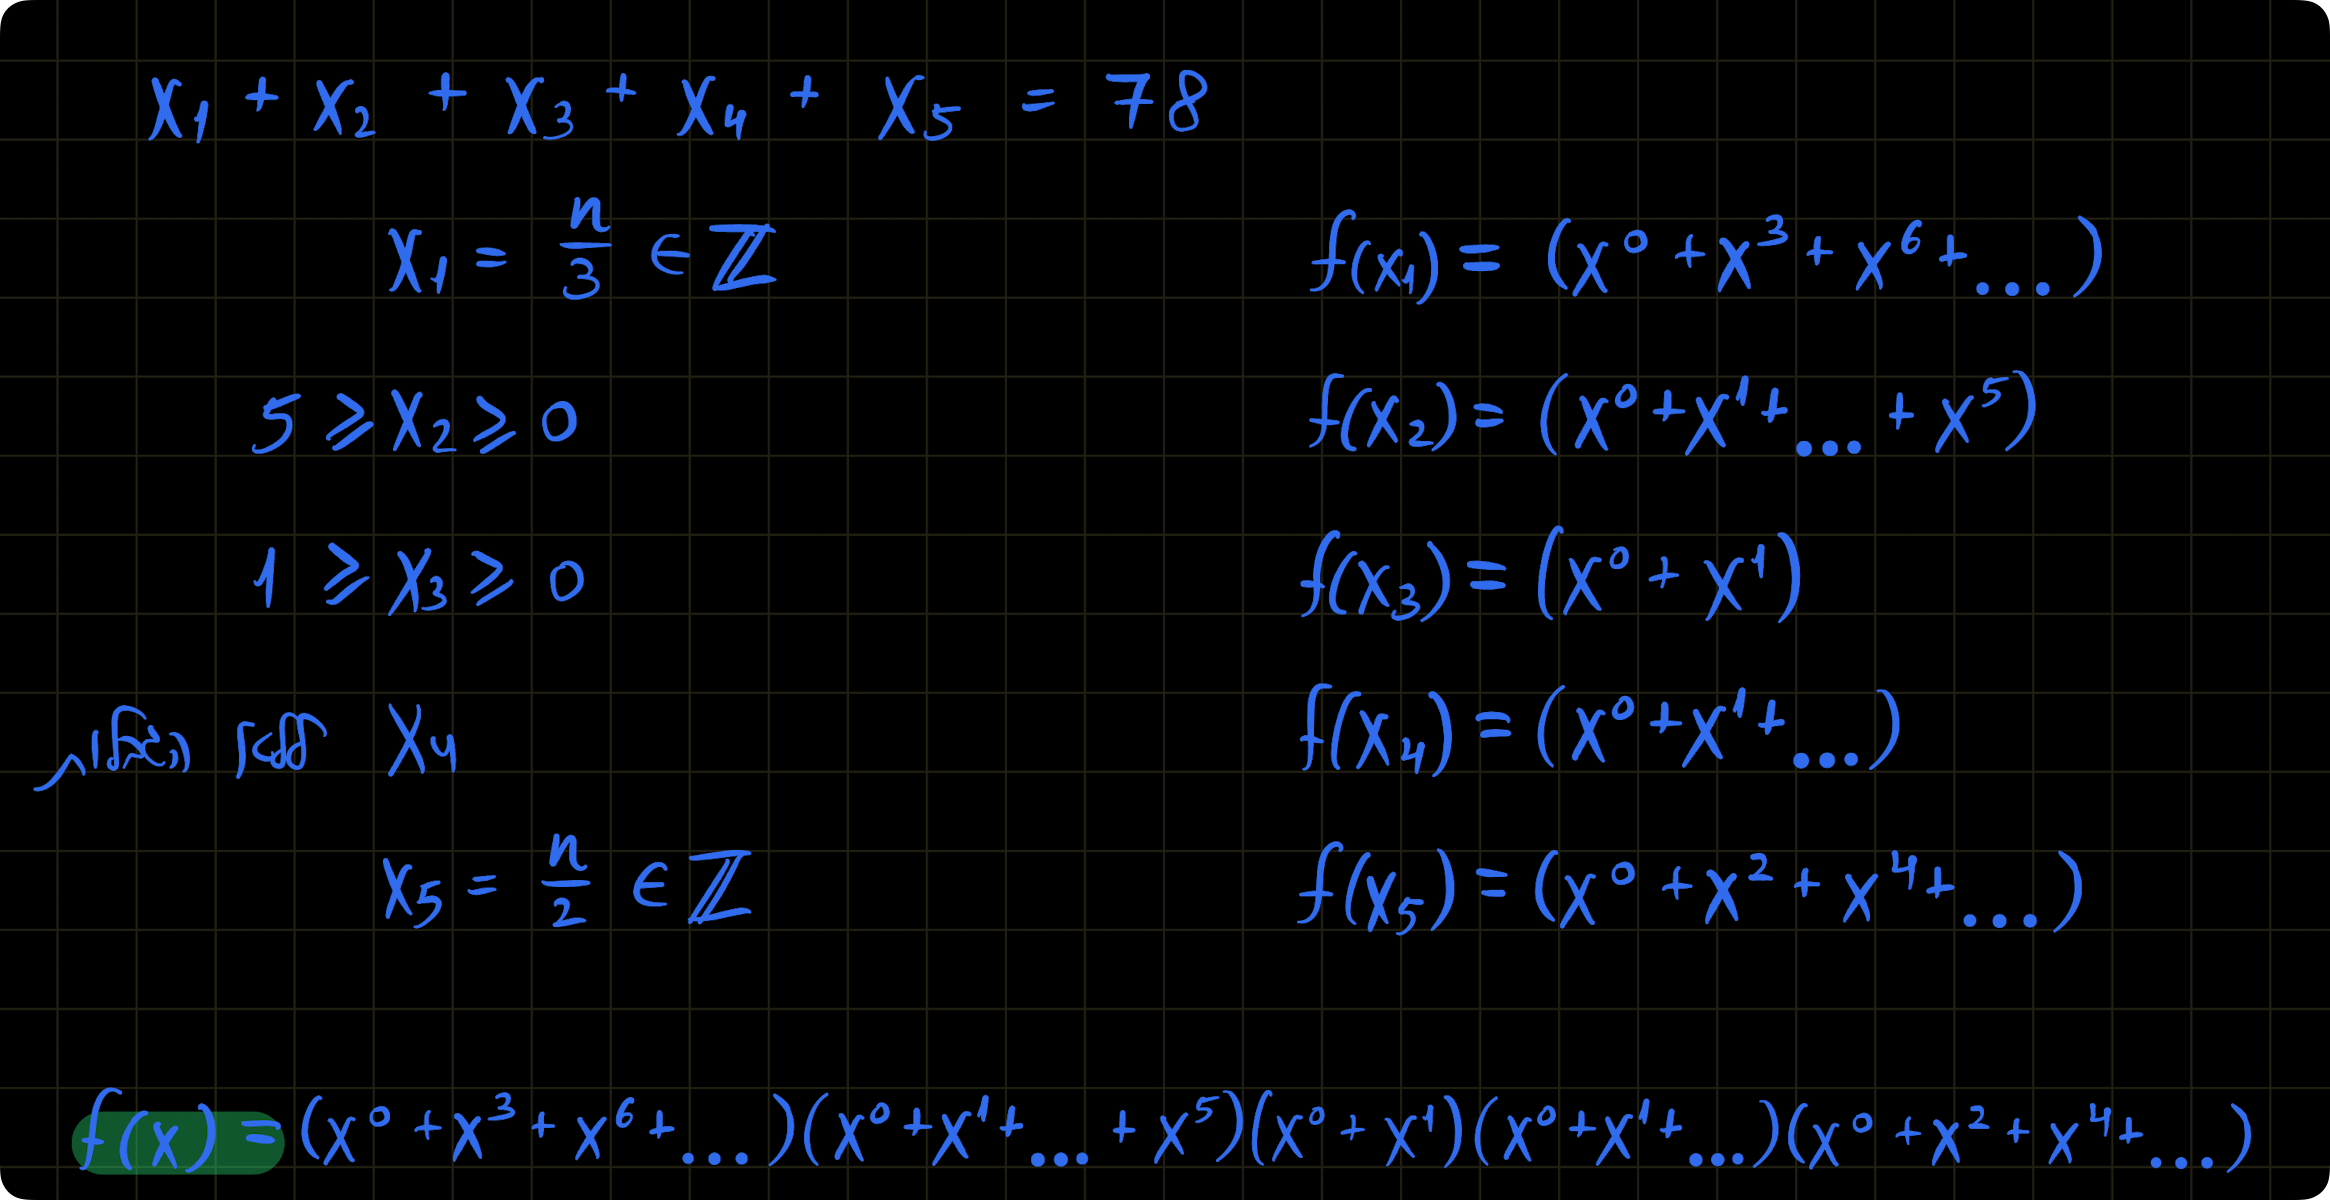 X₁ + X₂ + X₃ + X₄ + X₅ = 78
X₁ = n/3 ∈ ℤ
f(x₁) = (x⁰ + x³ + x⁶ + ...)
5 ⩾ X₂ ⩾ 0
f(x₂) = (x⁰ + x¹ + ... + x⁵)
1 ⩾ X₃ ⩾ 0
f(x₃) = (x⁰ + x¹)
X₄
f(x₄) = (x⁰ + x¹ + ...)
X₅ = n/2 ∈ ℤ
f(x₅) = (x⁰ + x² + x⁴ + ...)
f(x) = (x⁰ + x³ + x⁶ + ...)(x⁰ + x¹ + ... + x⁵)(x⁰ + x¹)(x⁰ + x¹ + ...)(x⁰ + x² + x⁴ + ...)